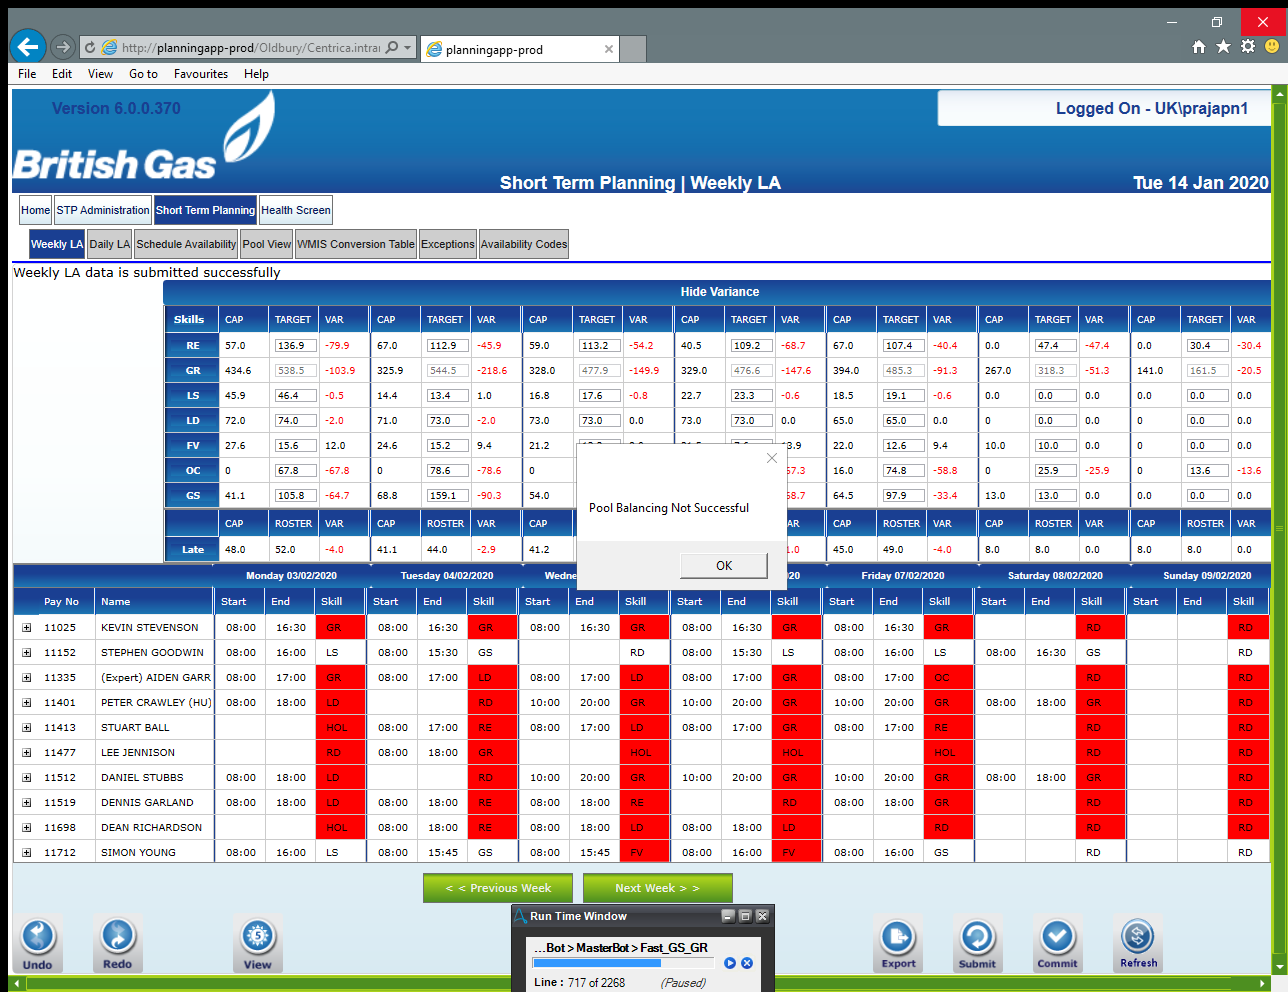 http://planningapp-prod/Oldbury/Centrica.intran
planningapp-prod
File Edit View Go to Favourites Help
Version 6.0.0.370
Logged On - UK\prajapn1
British Gas
Short Term Planning | Weekly LA
Tue 14 Jan 2020
Home STP Administration Short Term Planning Health Screen
Weekly LA Daily LA Schedule Availability Pool View WMIS Conversion Table Exceptions Availability Codes
Weekly LA data is submitted successfully
Hide Variance
Skills CAP TARGET VAR CAP TARGET VAR CAP TARGET VAR CAP TARGET VAR CAP TARGET VAR CAP TARGET VAR CAP TARGET VAR
RE 57.0 136.9 -79.9 67.0 112.9 -45.9 59.0 113.2 -54.2 40.5 109.2 -68.7 67.0 107.4 -40.4 0.0 47.4 -47.4 0.0 30.4 -30.4
GR 434.6 538.5 -103.9 325.9 544.5 -218.6 328.0 477.9 -149.9 329.0 476.6 -147.6 394.0 485.3 -91.3 267.0 318.3 -51.3 141.0 161.5 -20.5
LS 45.9 46.4 -0.5 14.4 13.4 1.0 16.8 17.6 -0.8 22.7 23.3 -0.6 18.5 19.1 -0.6 0.0 0.0 0.0 0.0 0.0 0.0
LD 72.0 74.0 -2.0 71.0 73.0 -2.0 73.0 73.0 0.0 73.0 73.0 0.0 65.0 65.0 0.0 0.0 0.0 0.0 0.0 0.0 0.0
FV 27.6 15.6 12.0 24.6 15.2 9.4 21.2 3.9 22.0 12.6 9.4 10.0 10.0 0.0 0.0 0.0 0.0
OC 0 67.8 -67.8 0 78.6 -78.6 0 7.3 16.0 74.8 -58.8 0 25.9 -25.9 0 13.6 -13.6
GS 41.1 105.8 -64.7 68.8 159.1 -90.3 54.0 8.7 64.5 97.9 -33.4 13.0 13.0 0.0 0.0 0.0 0.0
CAP ROSTER VAR CAP ROSTER VAR CAP AR CAP ROSTER VAR CAP ROSTER VAR CAP ROSTER VAR
Late 48.0 52.0 -4.0 41.1 44.0 -2.9 41.2 1.0 45.0 49.0 -4.0 8.0 8.0 0.0 8.0 8.0 0.0
Pool Balancing Not Successful
OK
Monday 03/02/2020 Tuesday 04/02/2020 Wedne 020 Friday 07/02/2020 Saturday 08/02/2020 Sunday 09/02/2020
Pay No Name Start End Skill Start End Skill Start End Skill Start End Skill Start End Skill Start End Skill Start End Skill
11025 KEVIN STEVENSON 08:00 16:30 GR 08:00 16:30 GR 08:00 16:30 GR 08:00 16:30 GR 08:00 16:30 GR RD RD
11152 STEPHEN GOODWIN 08:00 16:00 LS 08:00 15:30 GS RD 08:00 15:30 LS 08:00 16:00 LS 08:00 16:30 GS RD
11335 (Expert) AIDEN GARR 08:00 17:00 GR 08:00 17:00 LD 08:00 17:00 LD 08:00 17:00 GR 08:00 17:00 OC RD RD
11401 PETER CRAWLEY (HU) 08:00 18:00 LD RD 10:00 20:00 GR 10:00 20:00 GR 10:00 20:00 GR 08:00 18:00 GR RD
11413 STUART BALL HOL 08:00 17:00 RE 08:00 17:00 LD 08:00 17:00 GR 08:00 17:00 RE RD RD
11477 LEE JENNISON RD 08:00 18:00 GR HOL HOL HOL RD RD
11512 DANIEL STUBBS 08:00 18:00 LD RD 10:00 20:00 GR 10:00 20:00 GR 10:00 20:00 GR 08:00 18:00 GR RD
11519 DENNIS GARLAND 08:00 18:00 LD 08:00 18:00 RE 08:00 18:00 RE RD 08:00 18:00 GR RD RD
11698 DEAN RICHARDSON HOL 08:00 18:00 RE 08:00 18:00 LD 08:00 18:00 LD RD RD RD
11712 SIMON YOUNG 08:00 16:00 LS 08:00 15:45 GS 08:00 15:45 FV 08:00 16:00 FV 08:00 16:00 GS RD RD
< < Previous Week Next Week > >
Run Time Window
...Bot > MasterBot > Fast_GS_GR
Line : 717 of 2268 (Paused)
Undo Redo View Export Submit Commit Refresh